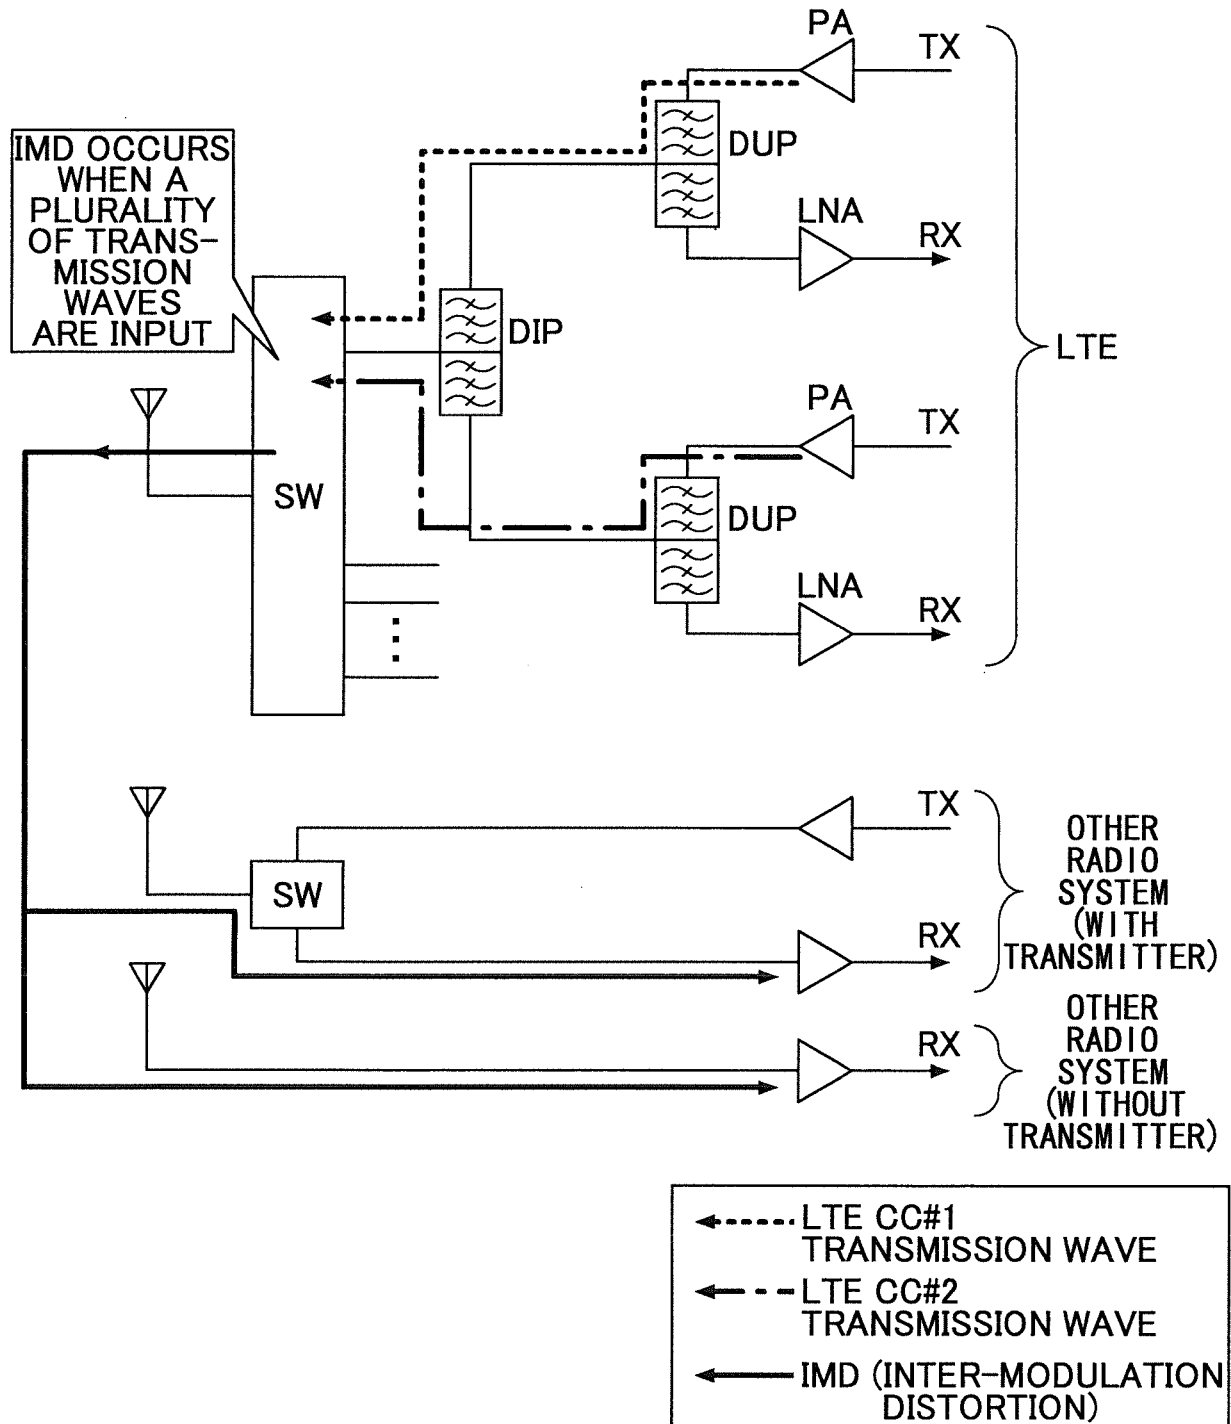 PA
TX
IMD OCCURS
WHEN A
PLURALITY
OF TRANS-
MISSION
WAVES
ARE INPUT
DUP
LNA
RX
DIP
LTE
PA
TX
SW
DUP
LNA
RX
TX
OTHER
RADIO
SYSTEM
(WITH
TRANSMITTER)
SW
RX
OTHER
RADIO
SYSTEM
(WITHOUT
TRANSMITTER)
RX
LTE CC#1
TRANSMISSION WAVE
LTE CC#2
TRANSMISSION WAVE
IMD (INTER-MODULATION
DISTORTION)